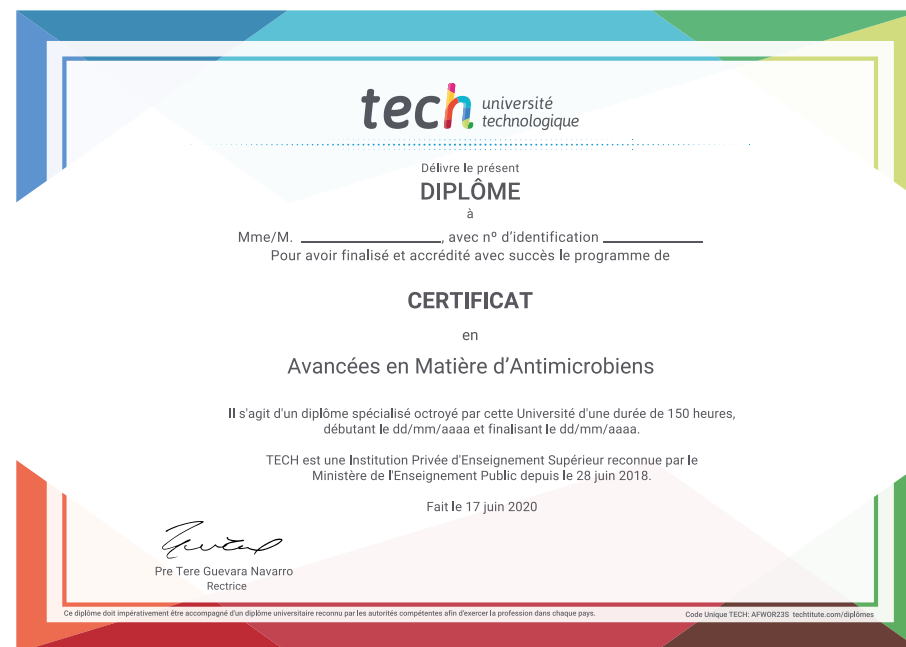 tech université
technologique
Délivre le présent
DIPLÔME
à
Mme/M. ____________________, avec nº d'identification ______________
Pour avoir finalisé et accrédité avec succès le programme de
CERTIFICAT
en
Avancées en Matière d'Antimicrobiens
Il s'agit d'un diplôme spécialisé octroyé par cette Université d'une durée de 150 heures,
débutant le dd/mm/aaaa et finalisant le dd/mm/aaaa.
TECH est une Institution Privée d'Enseignement Supérieur reconnue par le
Ministère de l'Enseignement Public depuis le 28 juin 2018.
Fait le 17 juin 2020
Pre Tere Guevara Navarro
Rectrice
Ce diplôme doit impérativement être accompagné d'un diplôme universitaire reconnu par les autorités compétentes afin d'exercer la profession dans chaque pays.
Code Unique TECH: AFWOR23S techtitute.com/diplômes